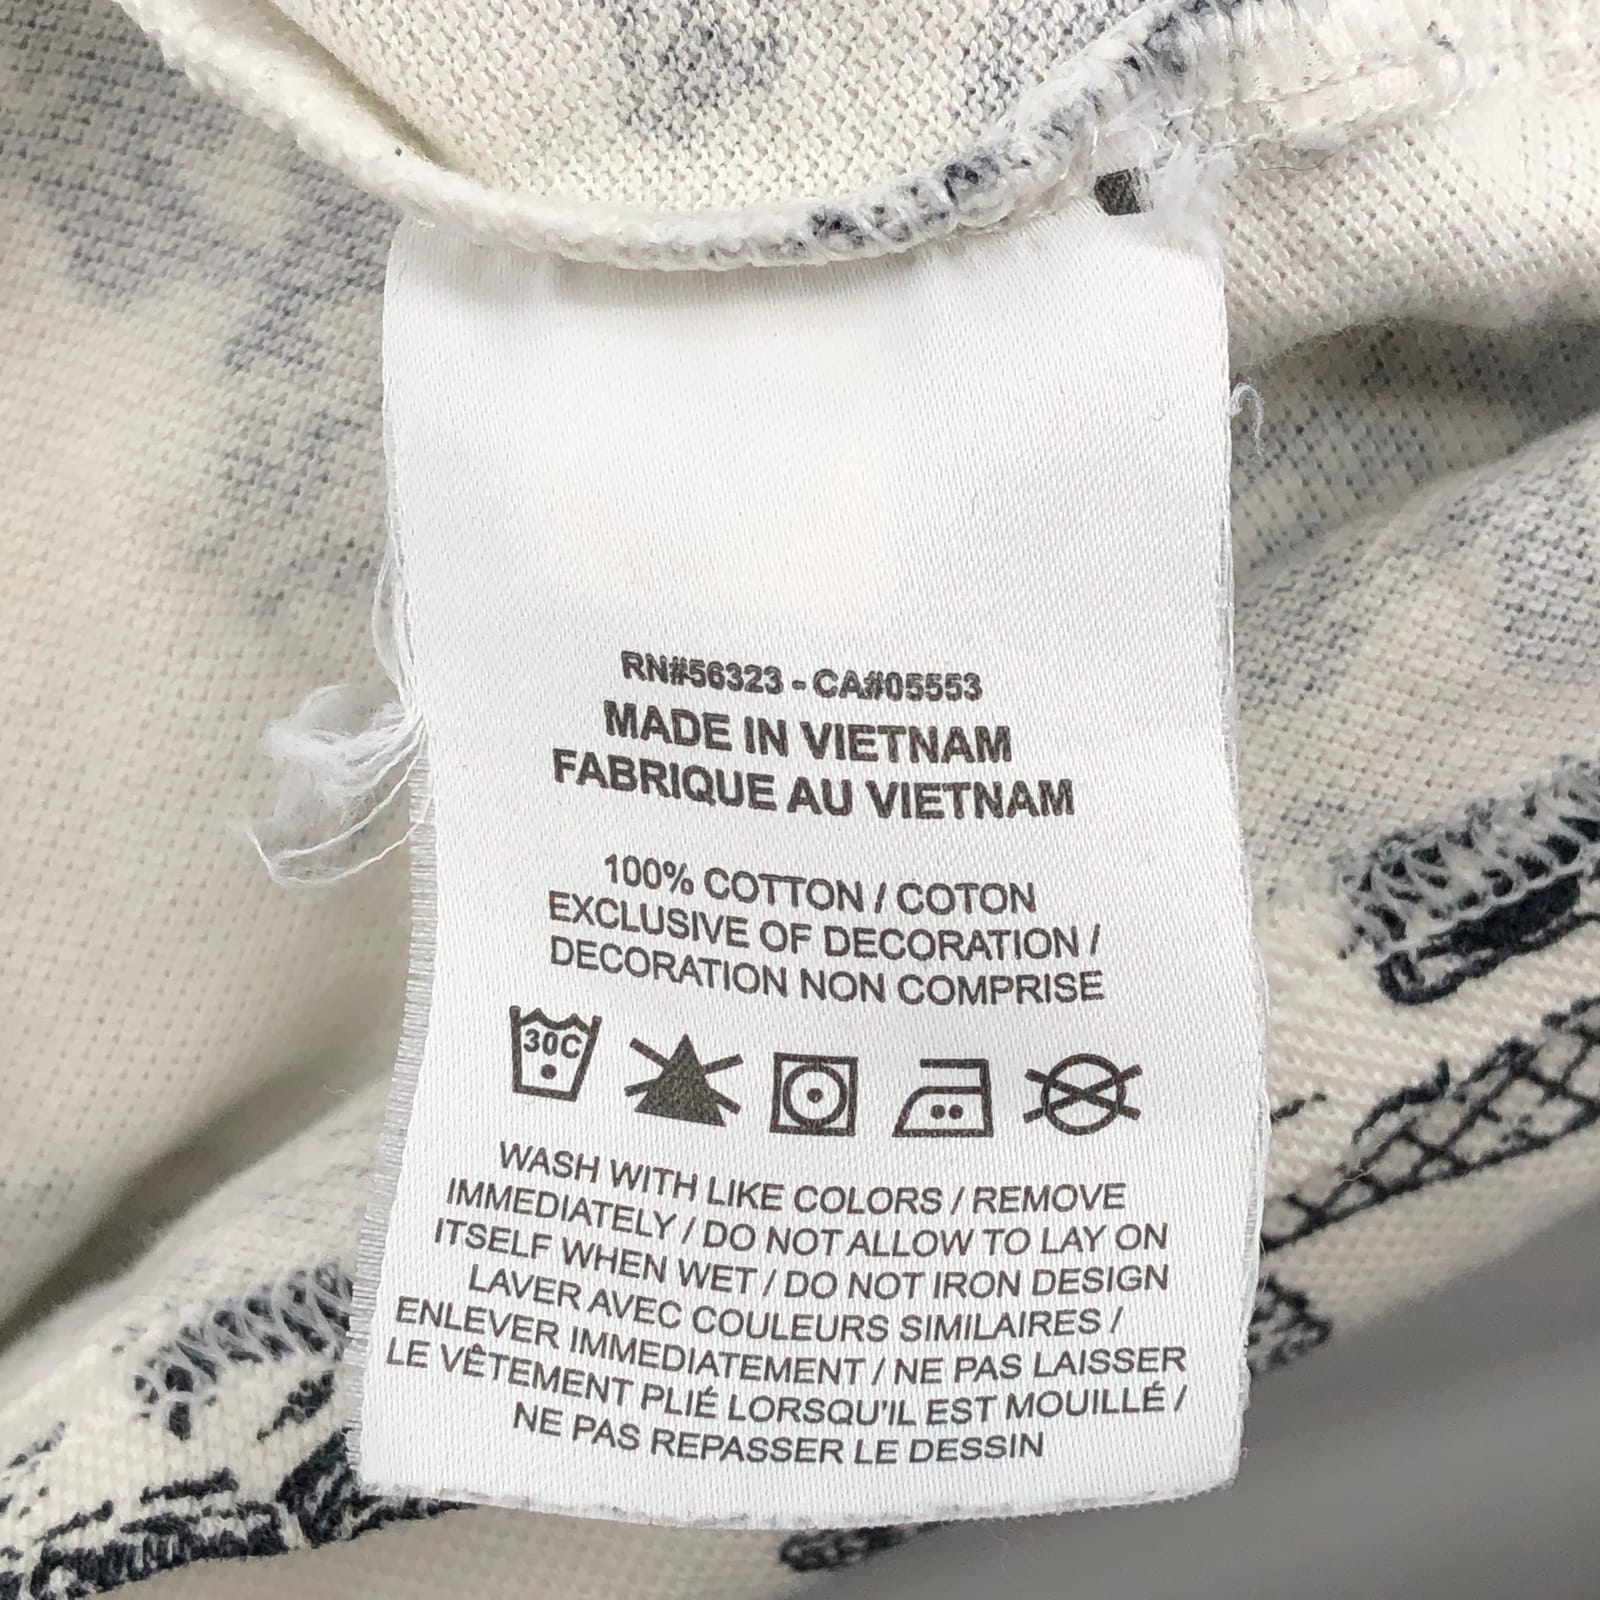 RN#56323 - CA#05553
MADE IN VIETNAM
FABRIQUE AU VIETNAM
100% COTTON / COTON
EXCLUSIVE OF DECORATION /
DECORATION NON COMPRISE
30C
WASH WITH LIKE COLORS / REMOVE
IMMEDIATELY / DO NOT ALLOW TO LAY ON
ITSELF WHEN WET / DO NOT IRON DESIGN
LAVER AVEC COULEURS SIMILAIRES /
ENLEVER IMMEDIATEMENT / NE PAS LAISSER
LE VÊTEMENT PLIÉ LORSQU'IL EST MOUILLÉ /
NE PAS REPASSER LE DESSIN